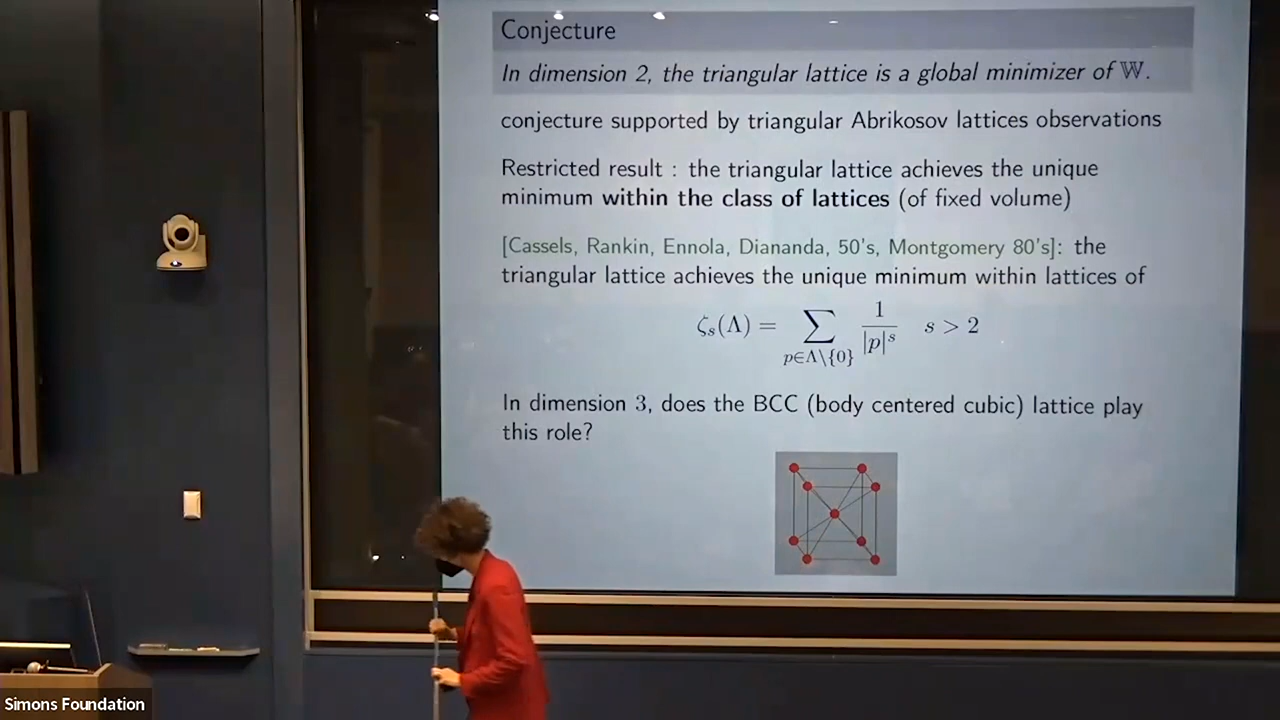 Conjecture
In dimension 2, the triangular lattice is a global minimizer of 𝕎.
conjecture supported by triangular Abrikosov lattices observations
Restricted result : the triangular lattice achieves the unique
minimum within the class of lattices (of fixed volume)
[Cassels, Rankin, Ennola, Diananda, 50's, Montgomery 80's]: the
triangular lattice achieves the unique minimum within lattices of
ζₛ(Λ) = ∑_{p∈Λ\{0}} 1/|p|ˢ s > 2
In dimension 3, does the BCC (body centered cubic) lattice play
this role?
Simons Foundation